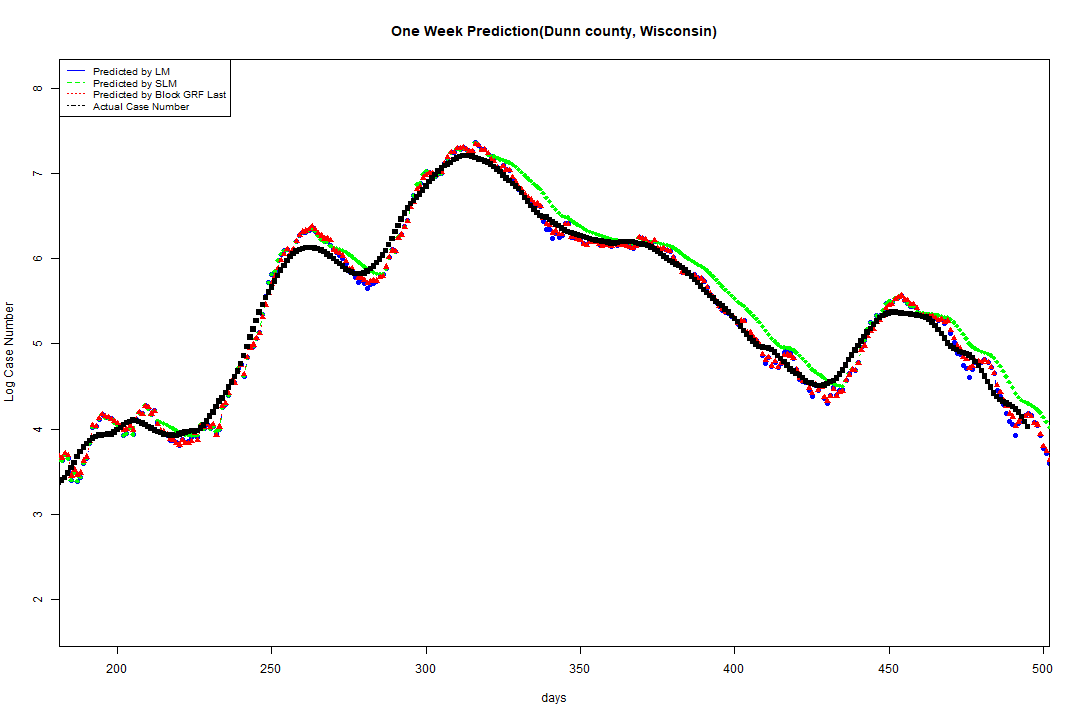 One Week Prediction(Dunn county, Wisconsin)
Predicted by LM
Predicted by SLM
Predicted by Block GRF Last
Actual Case Number
8
7
6
5
4
3
2
Log Case Number
200 250 300 350 400 450 500
days